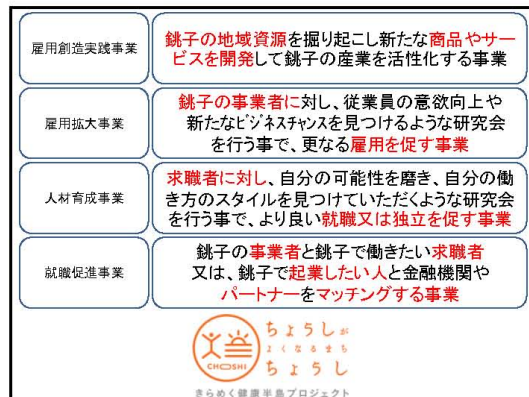 雇用創造実践事業
銚子の地域資源を掘り起こし新たな商品やサー
ビスを開発して銚子の産業を活性化する事業
雇用拡大事業
銚子の事業者に対し、従業員の意欲向上や
新たなﾋﾞｼﾞﾈｽﾁｬﾝｽを見つけるような研究会
を行う事で、更なる雇用を促す事業
人材育成事業
求職者に対し、自分の可能性を磨き、自分の働
き方のスタイルを見つけていただくような研究会
を行う事で、より良い就職又は独立を促す事業
就職促進事業
銚子の事業者と銚子で働きたい求職者
又は、銚子で起業したい人と金融機関や
パートナーをマッチングする事業
CHOSHI
ちょうしが
よくなるまち
ちょうし
きらめく健康半島プロジェクト